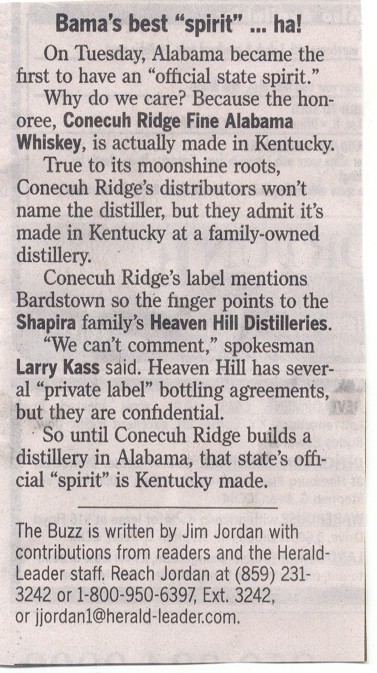 Bama's best “spirit” ... ha!
On Tuesday, Alabama became the
first to have an “official state spirit.”
Why do we care? Because the hon-
oree, Conecuh Ridge Fine Alabama
Whiskey, is actually made in Kentucky.
True to its moonshine roots,
Conecuh Ridge's distributors won't
name the distiller, but they admit it's
made in Kentucky at a family-owned
distillery.
Conecuh Ridge's label mentions
Bardstown so the finger points to the
Shapira family's Heaven Hill Distilleries.
“We can't comment,” spokesman
Larry Kass said. Heaven Hill has sever-
al “private label” bottling agreements,
but they are confidential.
So until Conecuh Ridge builds a
distillery in Alabama, that state's offi-
cial “spirit” is Kentucky made.
The Buzz is written by Jim Jordan with
contributions from readers and the Herald-
Leader staff. Reach Jordan at (859) 231-
3242 or 1-800-950-6397, Ext. 3242,
or jjordan1@herald-leader.com.